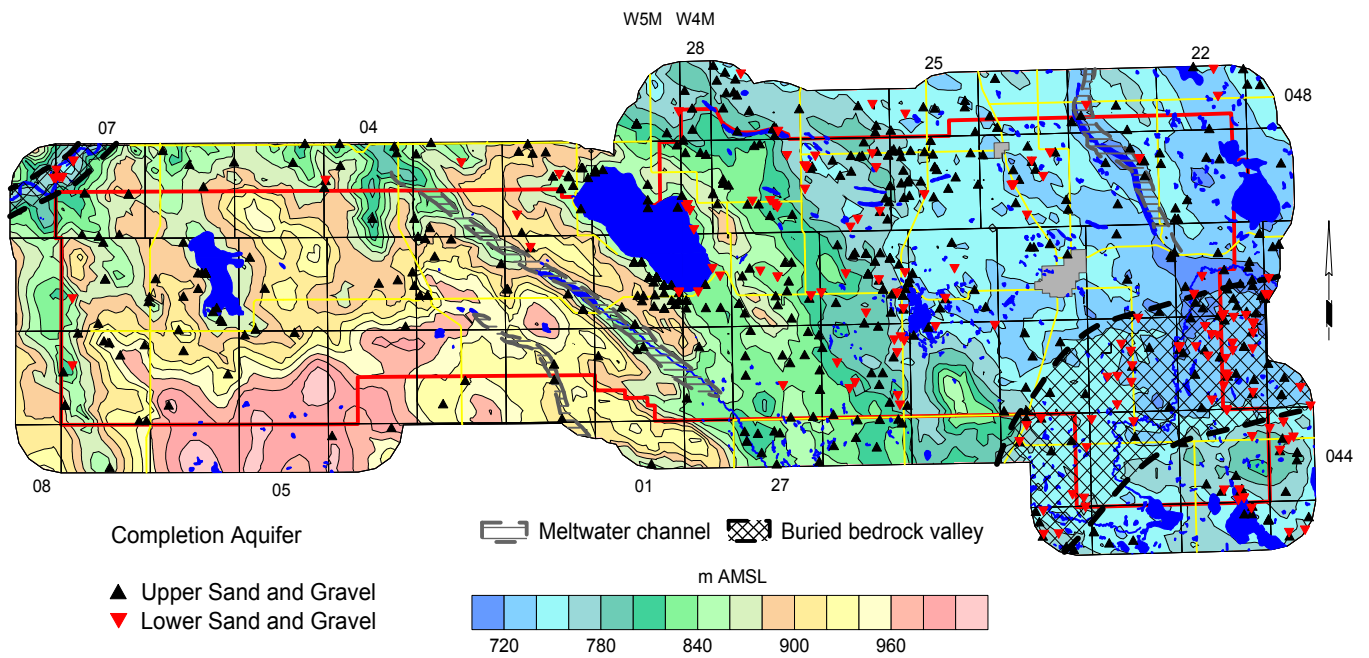 W5M W4M
28
25
22
048
07
04
044
08
05
01
27
Completion Aquifer
Meltwater channel
Buried bedrock valley
Upper Sand and Gravel
Lower Sand and Gravel
m AMSL
720 780 840 900 960